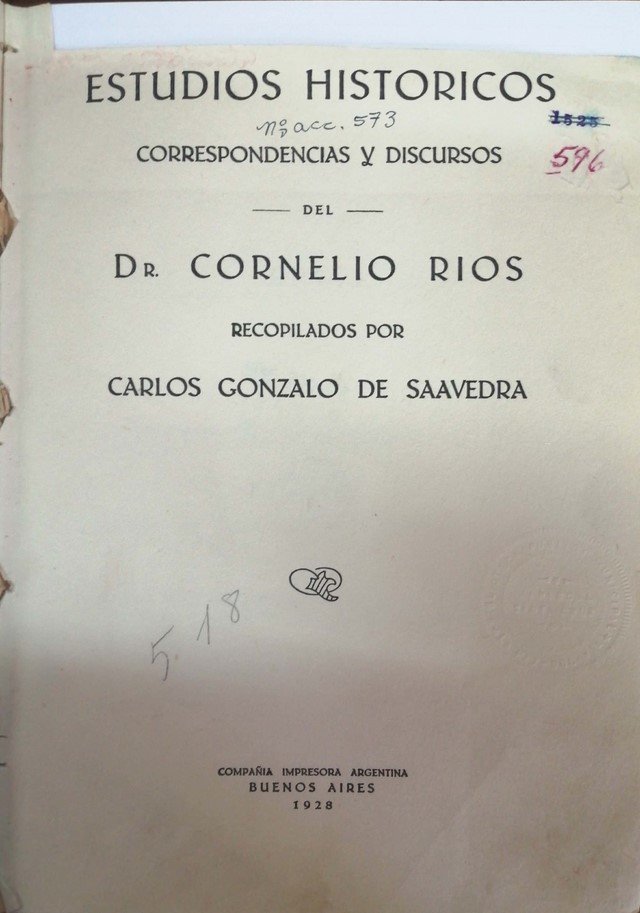 ESTUDIOS HISTORICOS
Nº acc. 573
1525
CORRESPONDENCIAS Y DISCURSOS
596
DEL
DR. CORNELIO RIOS
RECOPILADOS POR
CARLOS GONZALO DE SAAVEDRA
5.18
COMPAÑIA IMPRESORA ARGENTINA
BUENOS AIRES
1928